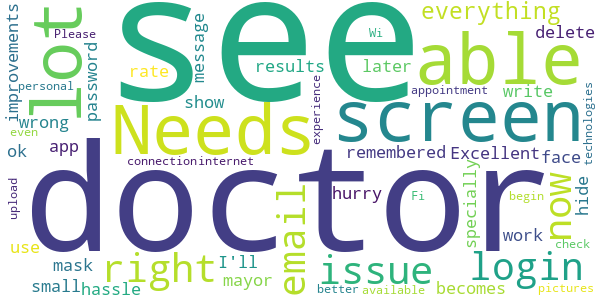 see
doctor
Needs
able
screen
lot
everything
delete
improvements
Please
personal
password
message
rate
results
Wi
later
write
show
appointment
technologies
wrong
even
ok
app
experience
remembered
Excellent
face
hide
connection internet
upload
hurry
Fi
specially
begin
now
use
mask
right
I'll
email
issue
work
login
check
small
hassle
mayor
better
available
becomes
pictures